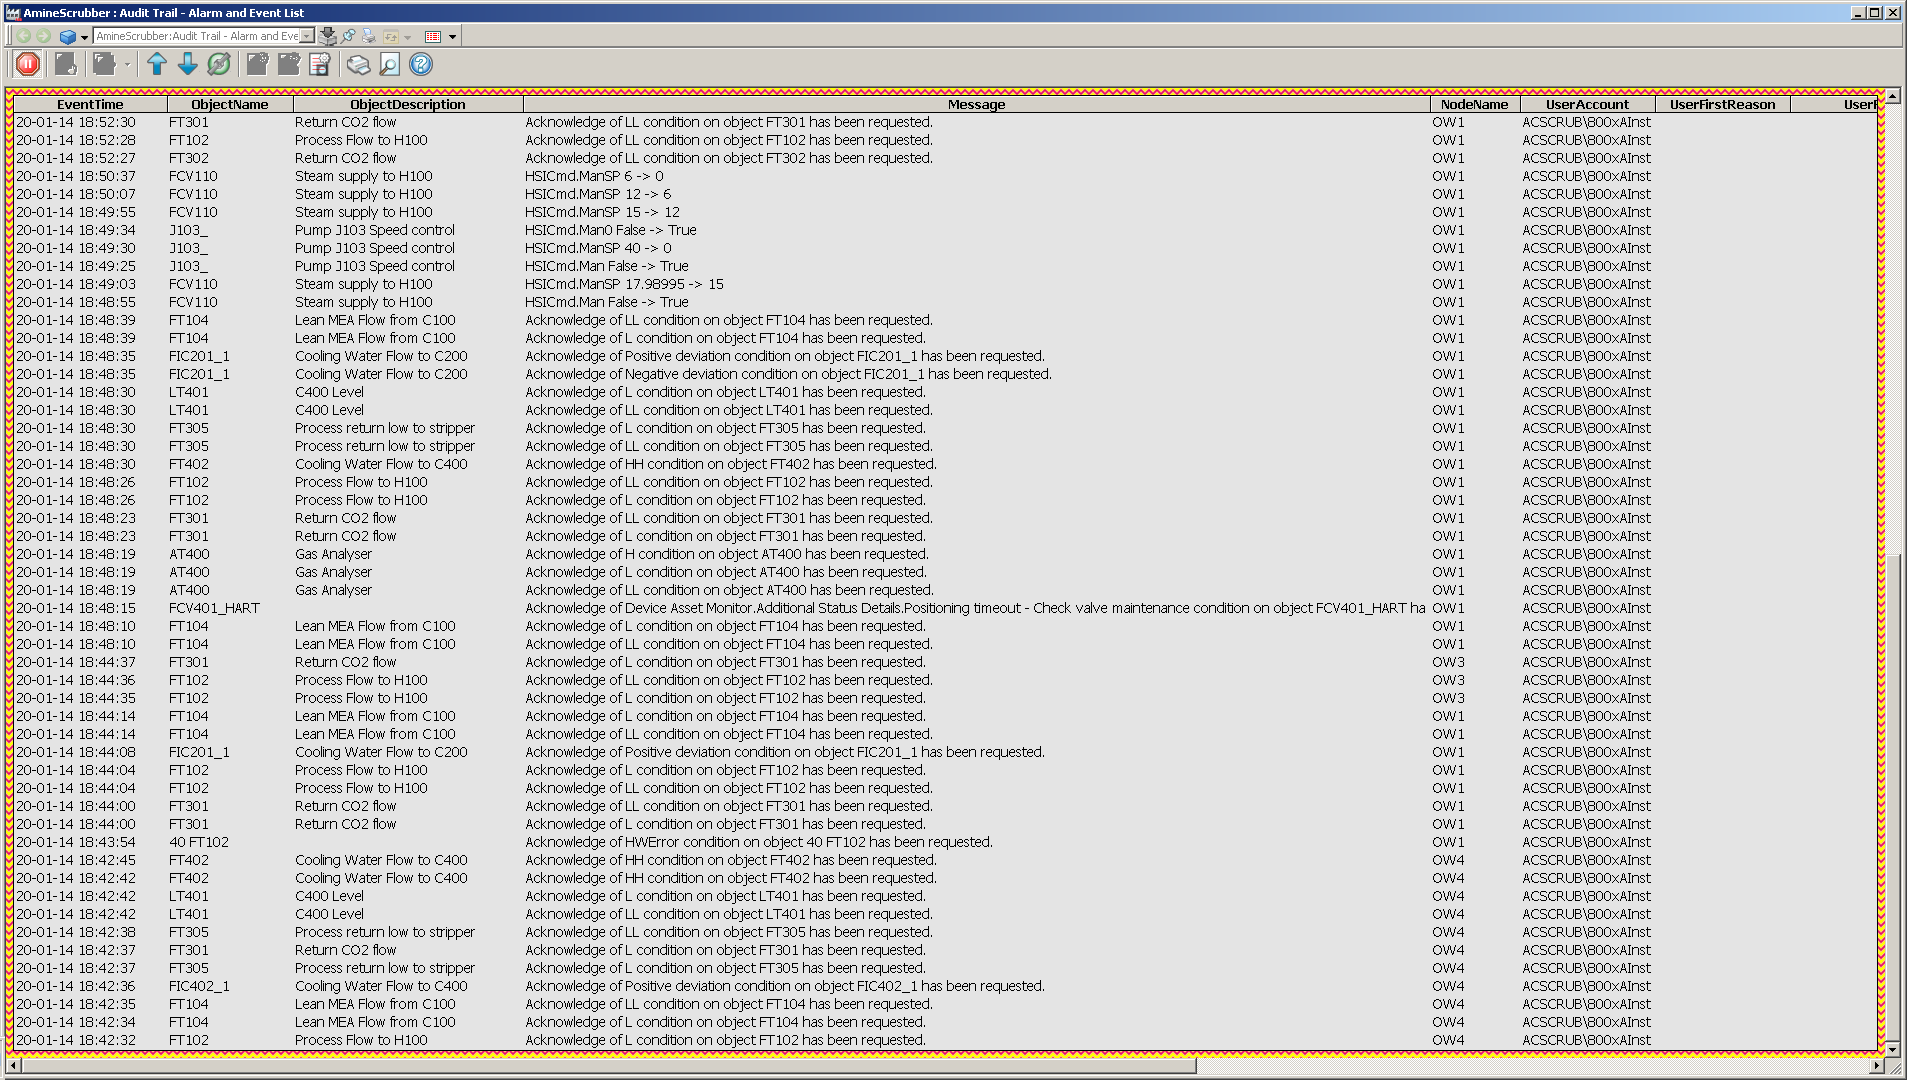 AmineScrubber : Audit Trail - Alarm and Event List
AmineScrubber:Audit Trail - Alarm and Eve
EventTime ObjectName ObjectDescription Message NodeName UserAccount UserFirstReason
20-01-14 18:52:30 FT301 Return CO2 flow Acknowledge of LL condition on object FT301 has been requested. OW1 ACSCRUB\800xAInst
20-01-14 18:52:28 FT102 Process Flow to H100 Acknowledge of LL condition on object FT102 has been requested. OW1 ACSCRUB\800xAInst
20-01-14 18:52:27 FT302 Return CO2 flow Acknowledge of LL condition on object FT302 has been requested. OW1 ACSCRUB\800xAInst
20-01-14 18:50:37 FCV110 Steam supply to H100 HSICmd.ManSP 6 -> 0 OW1 ACSCRUB\800xAInst
20-01-14 18:50:07 FCV110 Steam supply to H100 HSICmd.ManSP 12 -> 6 OW1 ACSCRUB\800xAInst
20-01-14 18:49:55 FCV110 Steam supply to H100 HSICmd.ManSP 15 -> 12 OW1 ACSCRUB\800xAInst
20-01-14 18:49:34 J103_ Pump J103 Speed control HSICmd.Man0 False -> True OW1 ACSCRUB\800xAInst
20-01-14 18:49:30 J103_ Pump J103 Speed control HSICmd.ManSP 40 -> 0 OW1 ACSCRUB\800xAInst
20-01-14 18:49:25 J103_ Pump J103 Speed control HSICmd.Man False -> True OW1 ACSCRUB\800xAInst
20-01-14 18:49:03 FCV110 Steam supply to H100 HSICmd.ManSP 17.98995 -> 15 OW1 ACSCRUB\800xAInst
20-01-14 18:48:55 FCV110 Steam supply to H100 HSICmd.Man False -> True OW1 ACSCRUB\800xAInst
20-01-14 18:48:39 FT104 Lean MEA Flow from C100 Acknowledge of LL condition on object FT104 has been requested. OW1 ACSCRUB\800xAInst
20-01-14 18:48:39 FT104 Lean MEA Flow from C100 Acknowledge of L condition on object FT104 has been requested. OW1 ACSCRUB\800xAInst
20-01-14 18:48:35 FIC201_1 Cooling Water Flow to C200 Acknowledge of Positive deviation condition on object FIC201_1 has been requested. OW1 ACSCRUB\800xAInst
20-01-14 18:48:35 FIC201_1 Cooling Water Flow to C200 Acknowledge of Negative deviation condition on object FIC201_1 has been requested. OW1 ACSCRUB\800xAInst
20-01-14 18:48:30 LT401 C400 Level Acknowledge of L condition on object LT401 has been requested. OW1 ACSCRUB\800xAInst
20-01-14 18:48:30 LT401 C400 Level Acknowledge of LL condition on object LT401 has been requested. OW1 ACSCRUB\800xAInst
20-01-14 18:48:30 FT305 Process return low to stripper Acknowledge of L condition on object FT305 has been requested. OW1 ACSCRUB\800xAInst
20-01-14 18:48:30 FT305 Process return low to stripper Acknowledge of LL condition on object FT305 has been requested. OW1 ACSCRUB\800xAInst
20-01-14 18:48:30 FT402 Cooling Water Flow to C400 Acknowledge of HH condition on object FT402 has been requested. OW1 ACSCRUB\800xAInst
20-01-14 18:48:26 FT102 Process Flow to H100 Acknowledge of LL condition on object FT102 has been requested. OW1 ACSCRUB\800xAInst
20-01-14 18:48:26 FT102 Process Flow to H100 Acknowledge of L condition on object FT102 has been requested. OW1 ACSCRUB\800xAInst
20-01-14 18:48:23 FT301 Return CO2 flow Acknowledge of LL condition on object FT301 has been requested. OW1 ACSCRUB\800xAInst
20-01-14 18:48:23 FT301 Return CO2 flow Acknowledge of L condition on object FT301 has been requested. OW1 ACSCRUB\800xAInst
20-01-14 18:48:19 AT400 Gas Analyser Acknowledge of H condition on object AT400 has been requested. OW1 ACSCRUB\800xAInst
20-01-14 18:48:19 AT400 Gas Analyser Acknowledge of L condition on object AT400 has been requested. OW1 ACSCRUB\800xAInst
20-01-14 18:48:19 AT400 Gas Analyser Acknowledge of LL condition on object AT400 has been requested. OW1 ACSCRUB\800xAInst
20-01-14 18:48:15 FCV401_HART Acknowledge of Device Asset Monitor.Additional Status Details.Positioning timeout - Check valve maintenance condition on object FCV401_HART ha OW1 ACSCRUB\800xAInst
20-01-14 18:48:10 FT104 Lean MEA Flow from C100 Acknowledge of L condition on object FT104 has been requested. OW1 ACSCRUB\800xAInst
20-01-14 18:48:10 FT104 Lean MEA Flow from C100 Acknowledge of LL condition on object FT104 has been requested. OW1 ACSCRUB\800xAInst
20-01-14 18:44:37 FT301 Return CO2 flow Acknowledge of L condition on object FT301 has been requested. OW3 ACSCRUB\800xAInst
20-01-14 18:44:36 FT102 Process Flow to H100 Acknowledge of LL condition on object FT102 has been requested. OW3 ACSCRUB\800xAInst
20-01-14 18:44:35 FT102 Process Flow to H100 Acknowledge of L condition on object FT102 has been requested. OW3 ACSCRUB\800xAInst
20-01-14 18:44:14 FT104 Lean MEA Flow from C100 Acknowledge of L condition on object FT104 has been requested. OW1 ACSCRUB\800xAInst
20-01-14 18:44:14 FT104 Lean MEA Flow from C100 Acknowledge of LL condition on object FT104 has been requested. OW1 ACSCRUB\800xAInst
20-01-14 18:44:08 FIC201_1 Cooling Water Flow to C200 Acknowledge of Positive deviation condition on object FIC201_1 has been requested. OW1 ACSCRUB\800xAInst
20-01-14 18:44:04 FT102 Process Flow to H100 Acknowledge of L condition on object FT102 has been requested. OW1 ACSCRUB\800xAInst
20-01-14 18:44:04 FT102 Process Flow to H100 Acknowledge of LL condition on object FT102 has been requested. OW1 ACSCRUB\800xAInst
20-01-14 18:44:00 FT301 Return CO2 flow Acknowledge of LL condition on object FT301 has been requested. OW1 ACSCRUB\800xAInst
20-01-14 18:44:00 FT301 Return CO2 flow Acknowledge of L condition on object FT301 has been requested. OW1 ACSCRUB\800xAInst
20-01-14 18:43:54 40 FT102 Acknowledge of HWError condition on object 40 FT102 has been requested. OW1 ACSCRUB\800xAInst
20-01-14 18:42:45 FT402 Cooling Water Flow to C400 Acknowledge of HH condition on object FT402 has been requested. OW4 ACSCRUB\800xAInst
20-01-14 18:42:42 FT402 Cooling Water Flow to C400 Acknowledge of HH condition on object FT402 has been requested. OW4 ACSCRUB\800xAInst
20-01-14 18:42:42 LT401 C400 Level Acknowledge of L condition on object LT401 has been requested. OW4 ACSCRUB\800xAInst
20-01-14 18:42:42 LT401 C400 Level Acknowledge of LL condition on object LT401 has been requested. OW4 ACSCRUB\800xAInst
20-01-14 18:42:38 FT305 Process return low to stripper Acknowledge of LL condition on object FT305 has been requested. OW4 ACSCRUB\800xAInst
20-01-14 18:42:37 FT301 Return CO2 flow Acknowledge of L condition on object FT301 has been requested. OW4 ACSCRUB\800xAInst
20-01-14 18:42:37 FT305 Process return low to stripper Acknowledge of L condition on object FT305 has been requested. OW4 ACSCRUB\800xAInst
20-01-14 18:42:36 FIC402_1 Cooling Water Flow to C400 Acknowledge of Positive deviation condition on object FIC402_1 has been requested. OW4 ACSCRUB\800xAInst
20-01-14 18:42:35 FT104 Lean MEA Flow from C100 Acknowledge of LL condition on object FT104 has been requested. OW4 ACSCRUB\800xAInst
20-01-14 18:42:34 FT104 Lean MEA Flow from C100 Acknowledge of L condition on object FT104 has been requested. OW4 ACSCRUB\800xAInst
20-01-14 18:42:32 FT102 Process Flow to H100 Acknowledge of L condition on object FT102 has been requested. OW4 ACSCRUB\800xAInst